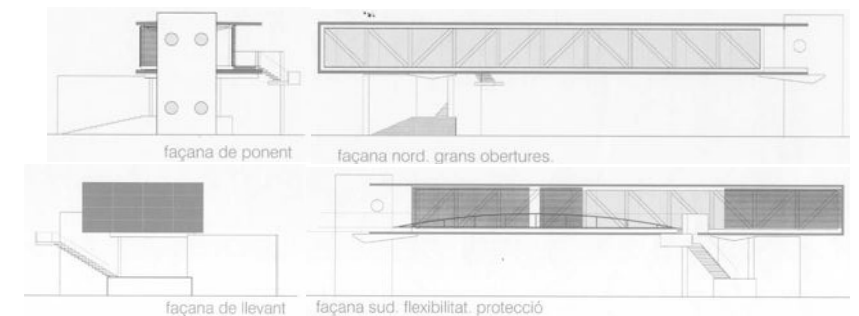 façana de ponent
façana nord. grans obertures.
façana de llevant
façana sud. flexibilitat. protecció